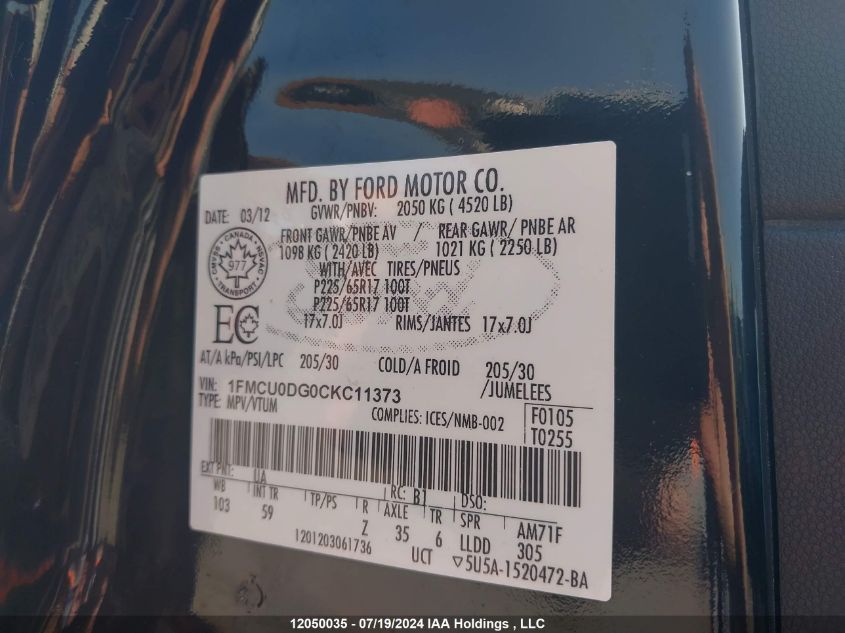 MFD. BY FORD MOTOR CO.
DATE: 03/12 GVWR/PNBV: 2050 KG ( 4520 LB)
FRONT GAWR/PNBE AV / REAR GAWR/ PNBE AR
1098 KG ( 2420 LB) 1021 KG ( 2250 LB)
WITH/AVEC TIRES/PNEUS
P225/65R17 100T
P225/65R17 100T
17x7.0J RIMS/JANTES 17x7.0J
CANADA
977
TRANSPORT
EC
AT/A kPa/PSI/LPC 205/30 COLD/A FROID 205/30
/JUMELEES
VIN: 1FMCU0DG0CKC11373
TYPE: MPV/VTUM
COMPLIES: ICES/NMB-002
F0105
T0255
EXT PNT: UA RC: B1 DSO:
WB INT TR TP/PS R AXLE TR SPR AM71F
103 59 Z 35 6 LLDD 305
1201203061736 UCT ▽5U5A-1520472-BA
12050035 - 07/19/2024 IAA Holdings , LLC